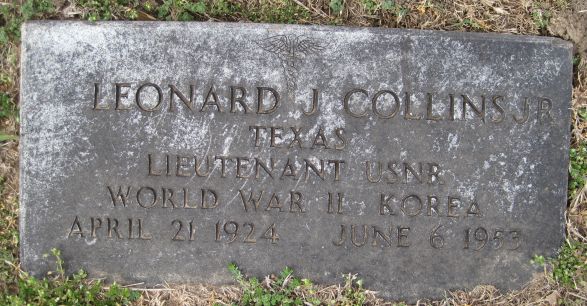 LEONARD J COLLINS JR
TEXAS
LIEUTENANT USNR
WORLD WAR II KOREA
APRIL 21 1924 JUNE 6 1953